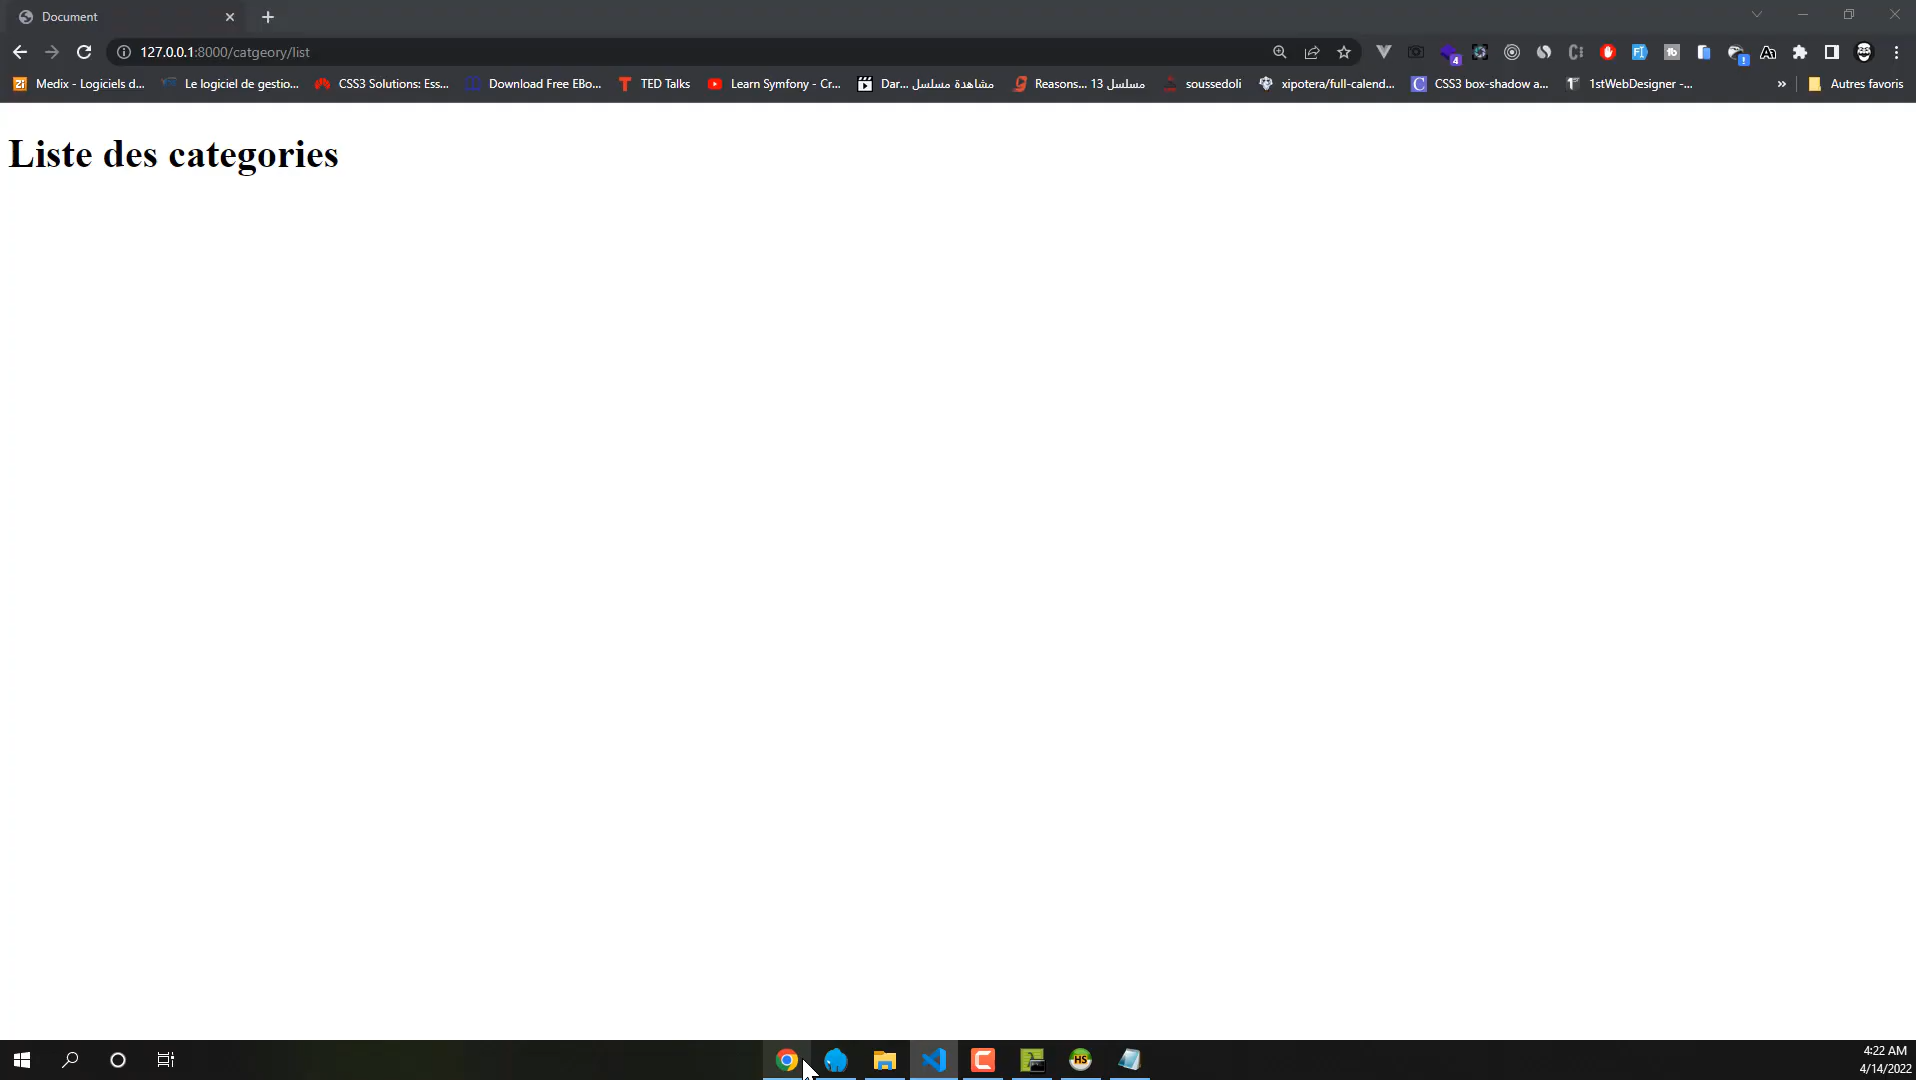 Document
127.0.0.1:8000/catgeory/list
4
Medix - Logiciels d... Le logiciel de gestio... CSS3 Solutions: Ess... Download Free EBo... TED Talks Learn Symfony - Cr... Dar... مشاهدة مسلسل Reasons... 13 مسلسل soussedoli xipotera/full-calend... CSS3 box-shadow a... 1stWebDesigner -... » Autres favoris
Liste des categories
4:22 AM
4/14/2022